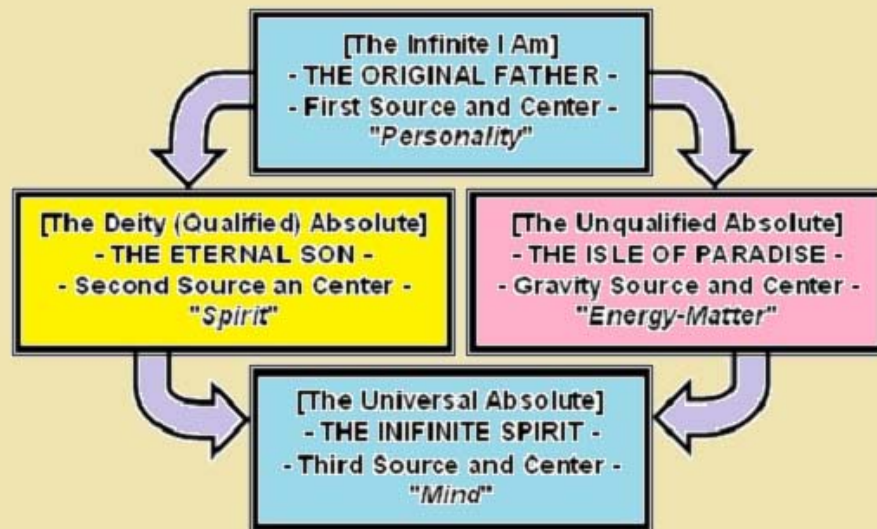 [The Infinite I Am]
- THE ORIGINAL FATHER -
- First Source and Center -
"Personality"
[The Deity (Qualified) Absolute]
- THE ETERNAL SON -
- Second Source an Center -
"Spirit"
[The Unqualified Absolute]
- THE ISLE OF PARADISE -
- Gravity Source and Center -
"Energy-Matter"
[The Universal Absolute]
- THE INIFINITE SPIRIT -
- Third Source and Center -
"Mind"